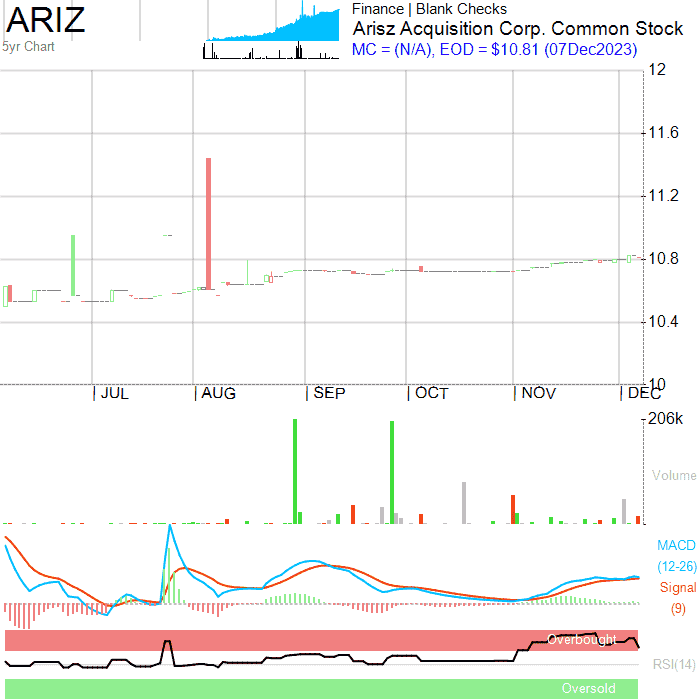 ARIZ
5yr Chart
Finance | Blank Checks
Arisz Acquisition Corp. Common Stock
MC = (N/A), EOD = $10.81 (07Dec2023)
12
11.6
11.2
10.8
10.4
10
JUL AUG SEP OCT NOV DEC
206k
Volume
MACD
(12-26)
Signal
(9)
Overbought
RSI(14)
Oversold